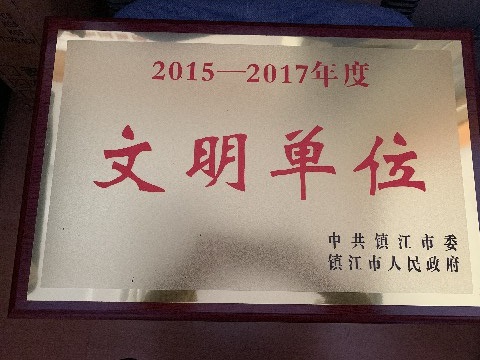 2015—2017年度
文明单位
中共镇江市委
镇江市人民政府